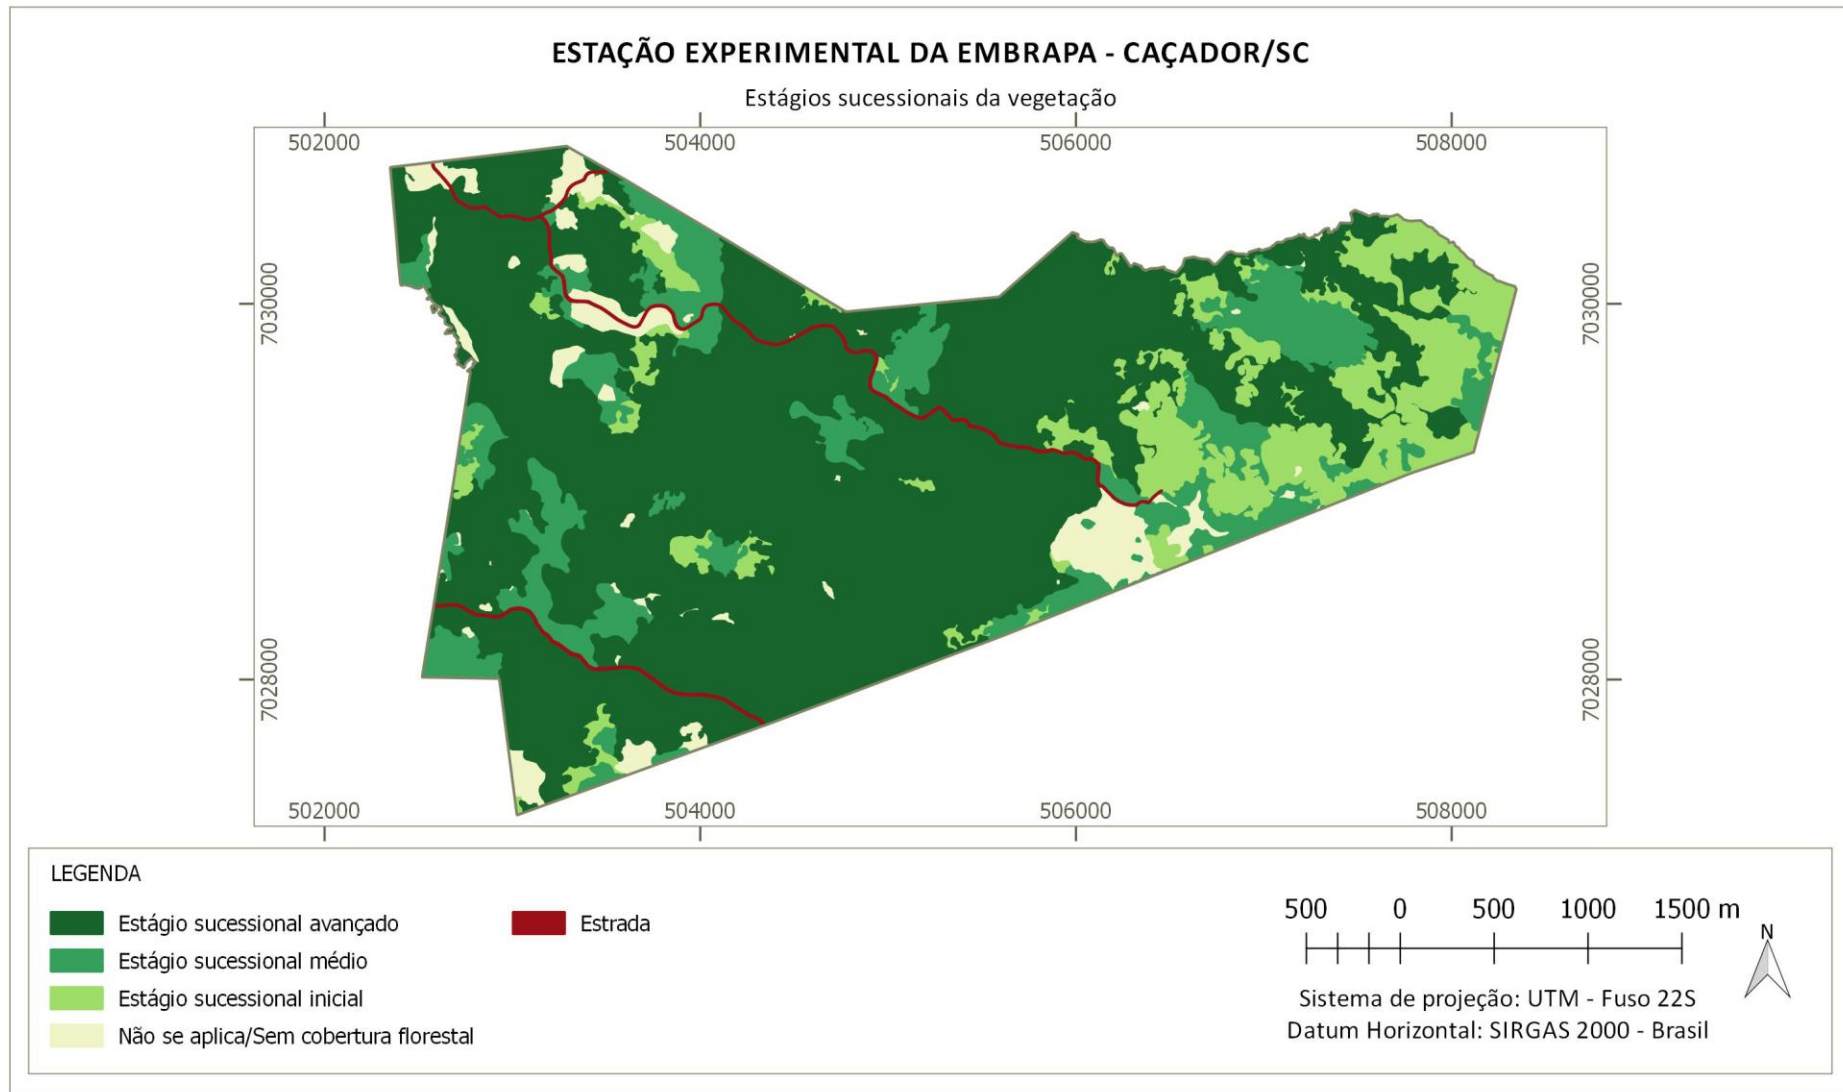 ESTAÇÃO EXPERIMENTAL DA EMBRAPA - CAÇADOR/SC
Estágios sucessionais da vegetação
502000 504000 506000 508000
7030000 7030000
7028000 7028000
502000 504000 506000 508000
LEGENDA
Estágio sucessional avançado
Estrada
Estágio sucessional médio
Estágio sucessional inicial
Não se aplica/Sem cobertura florestal
500 0 500 1000 1500 m
N
Sistema de projeção: UTM - Fuso 22S
Datum Horizontal: SIRGAS 2000 - Brasil